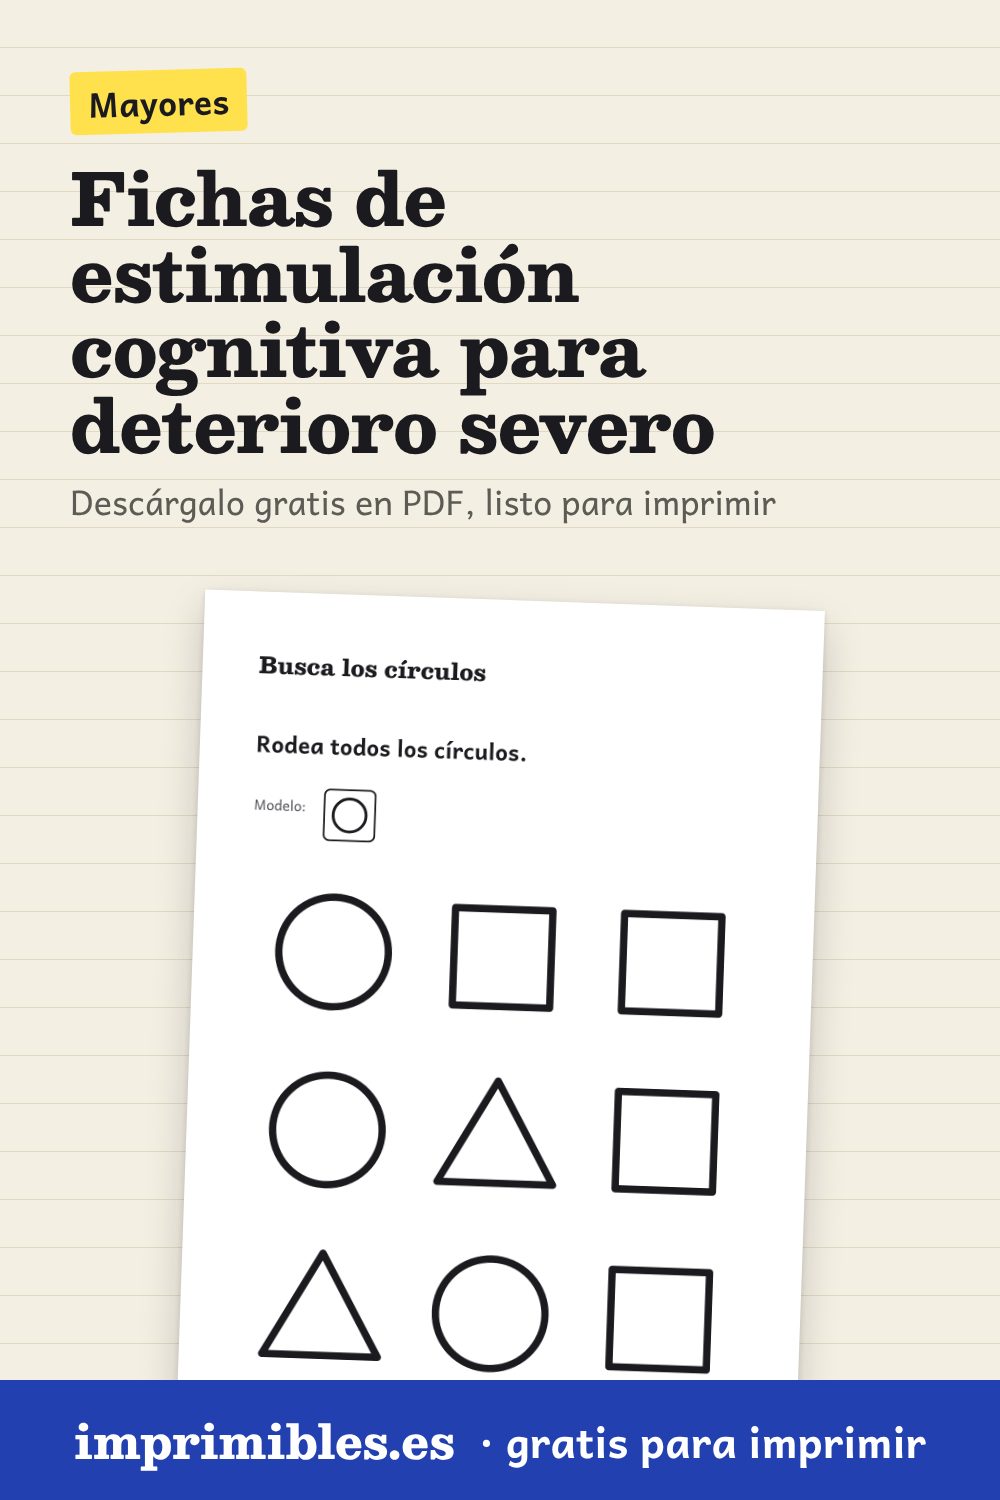 Mayores
Fichas de
estimulación
cognitiva para
deterioro severo
Descárgalo gratis en PDF, listo para imprimir
Busca los círculos
Rodea todos los círculos.
Modelo:
imprimibles.es · gratis para imprimir